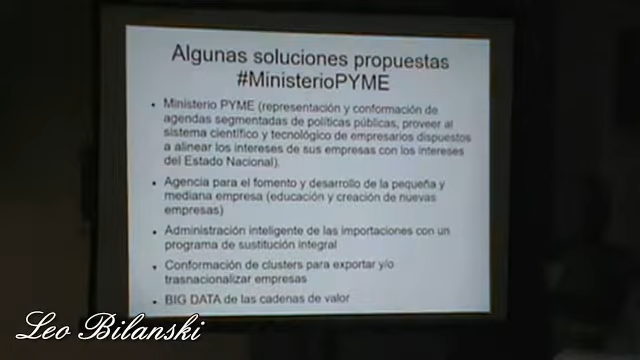 Algunas soluciones propuestas
#MinisterioPYME
• Ministerio PYME (representación y conformación de
agendas segmentadas de políticas públicas, proveer al
sistema científico y tecnológico de empresarios dispuestos
a alinear los intereses de sus empresas con los intereses
del Estado Nacional).
• Agencia para el fomento y desarrollo de la pequeña y
mediana empresa (educación y creación de nuevas
empresas)
• Administración inteligente de las importaciones con un
programa de sustitución integral
• Conformación de clusters para exportar y/o
trasnacionalizar empresas
• BIG DATA de las cadenas de valor
Leo Bilanski